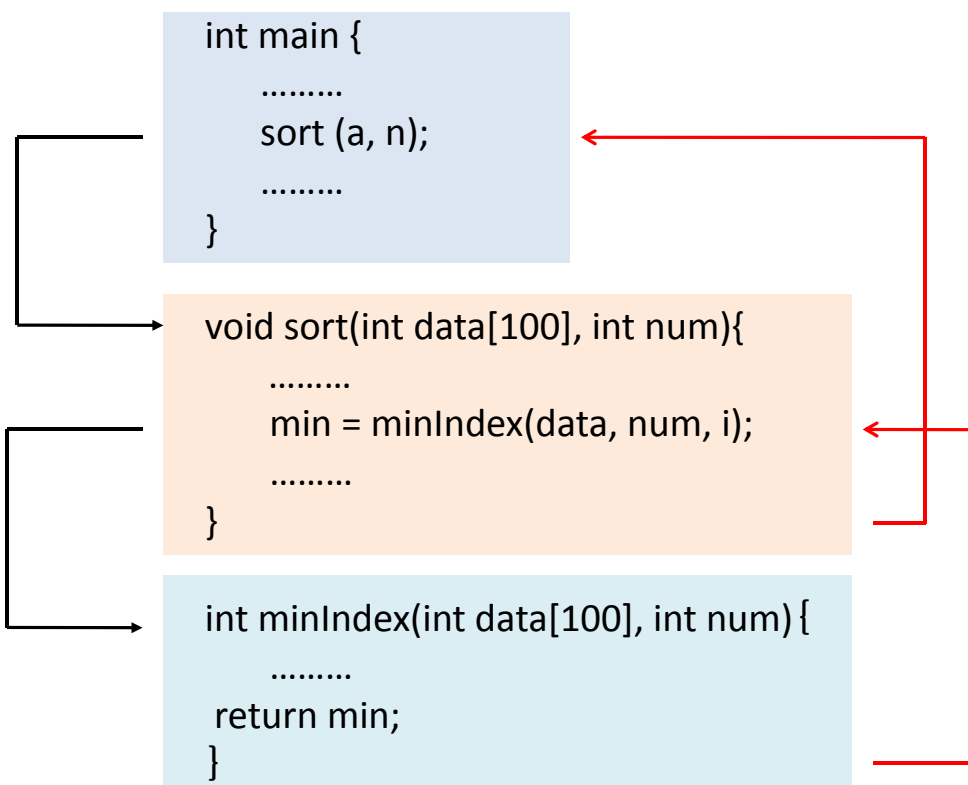 int main {
………
sort (a, n);
………
}
void sort(int data[100], int num){
………
min = minIndex(data, num, i);
………
}
int minIndex(int data[100], int num) {
………
return min;
}